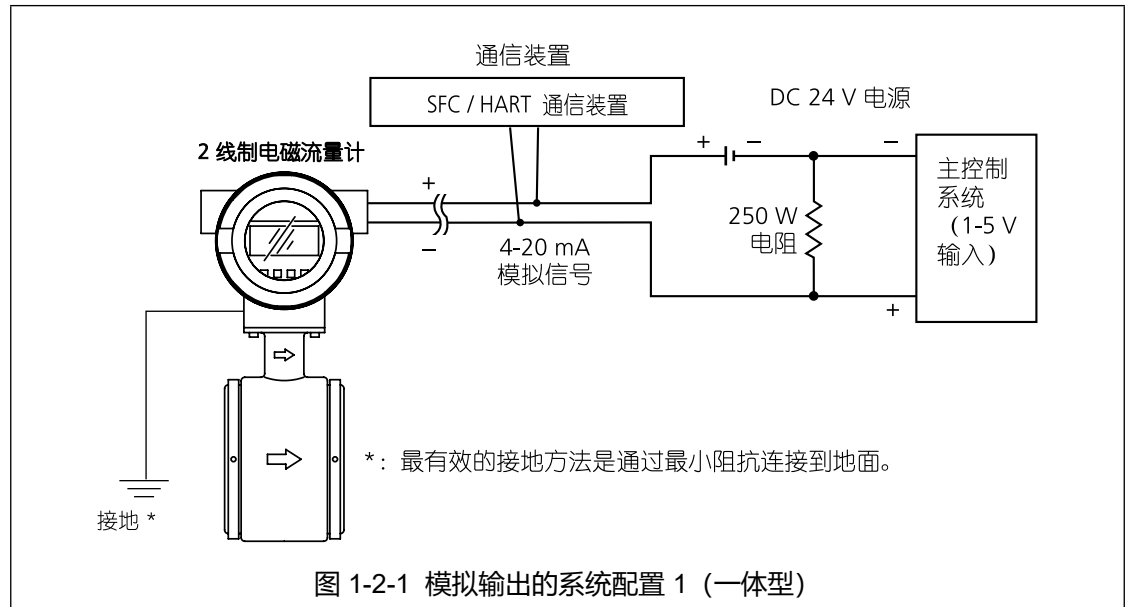 通信装置
SFC / HART 通信装置
DC 24 V 电源
2 线制电磁流量计
+
–
+
–
–
+
250 W
电阻
主控制
系统
（1-5 V
输入）
4-20 mA
模拟信号
*：最有效的接地方法是通过最小阻抗连接到地面。
接地 *
图 1-2-1 模拟输出的系统配置 1（一体型）